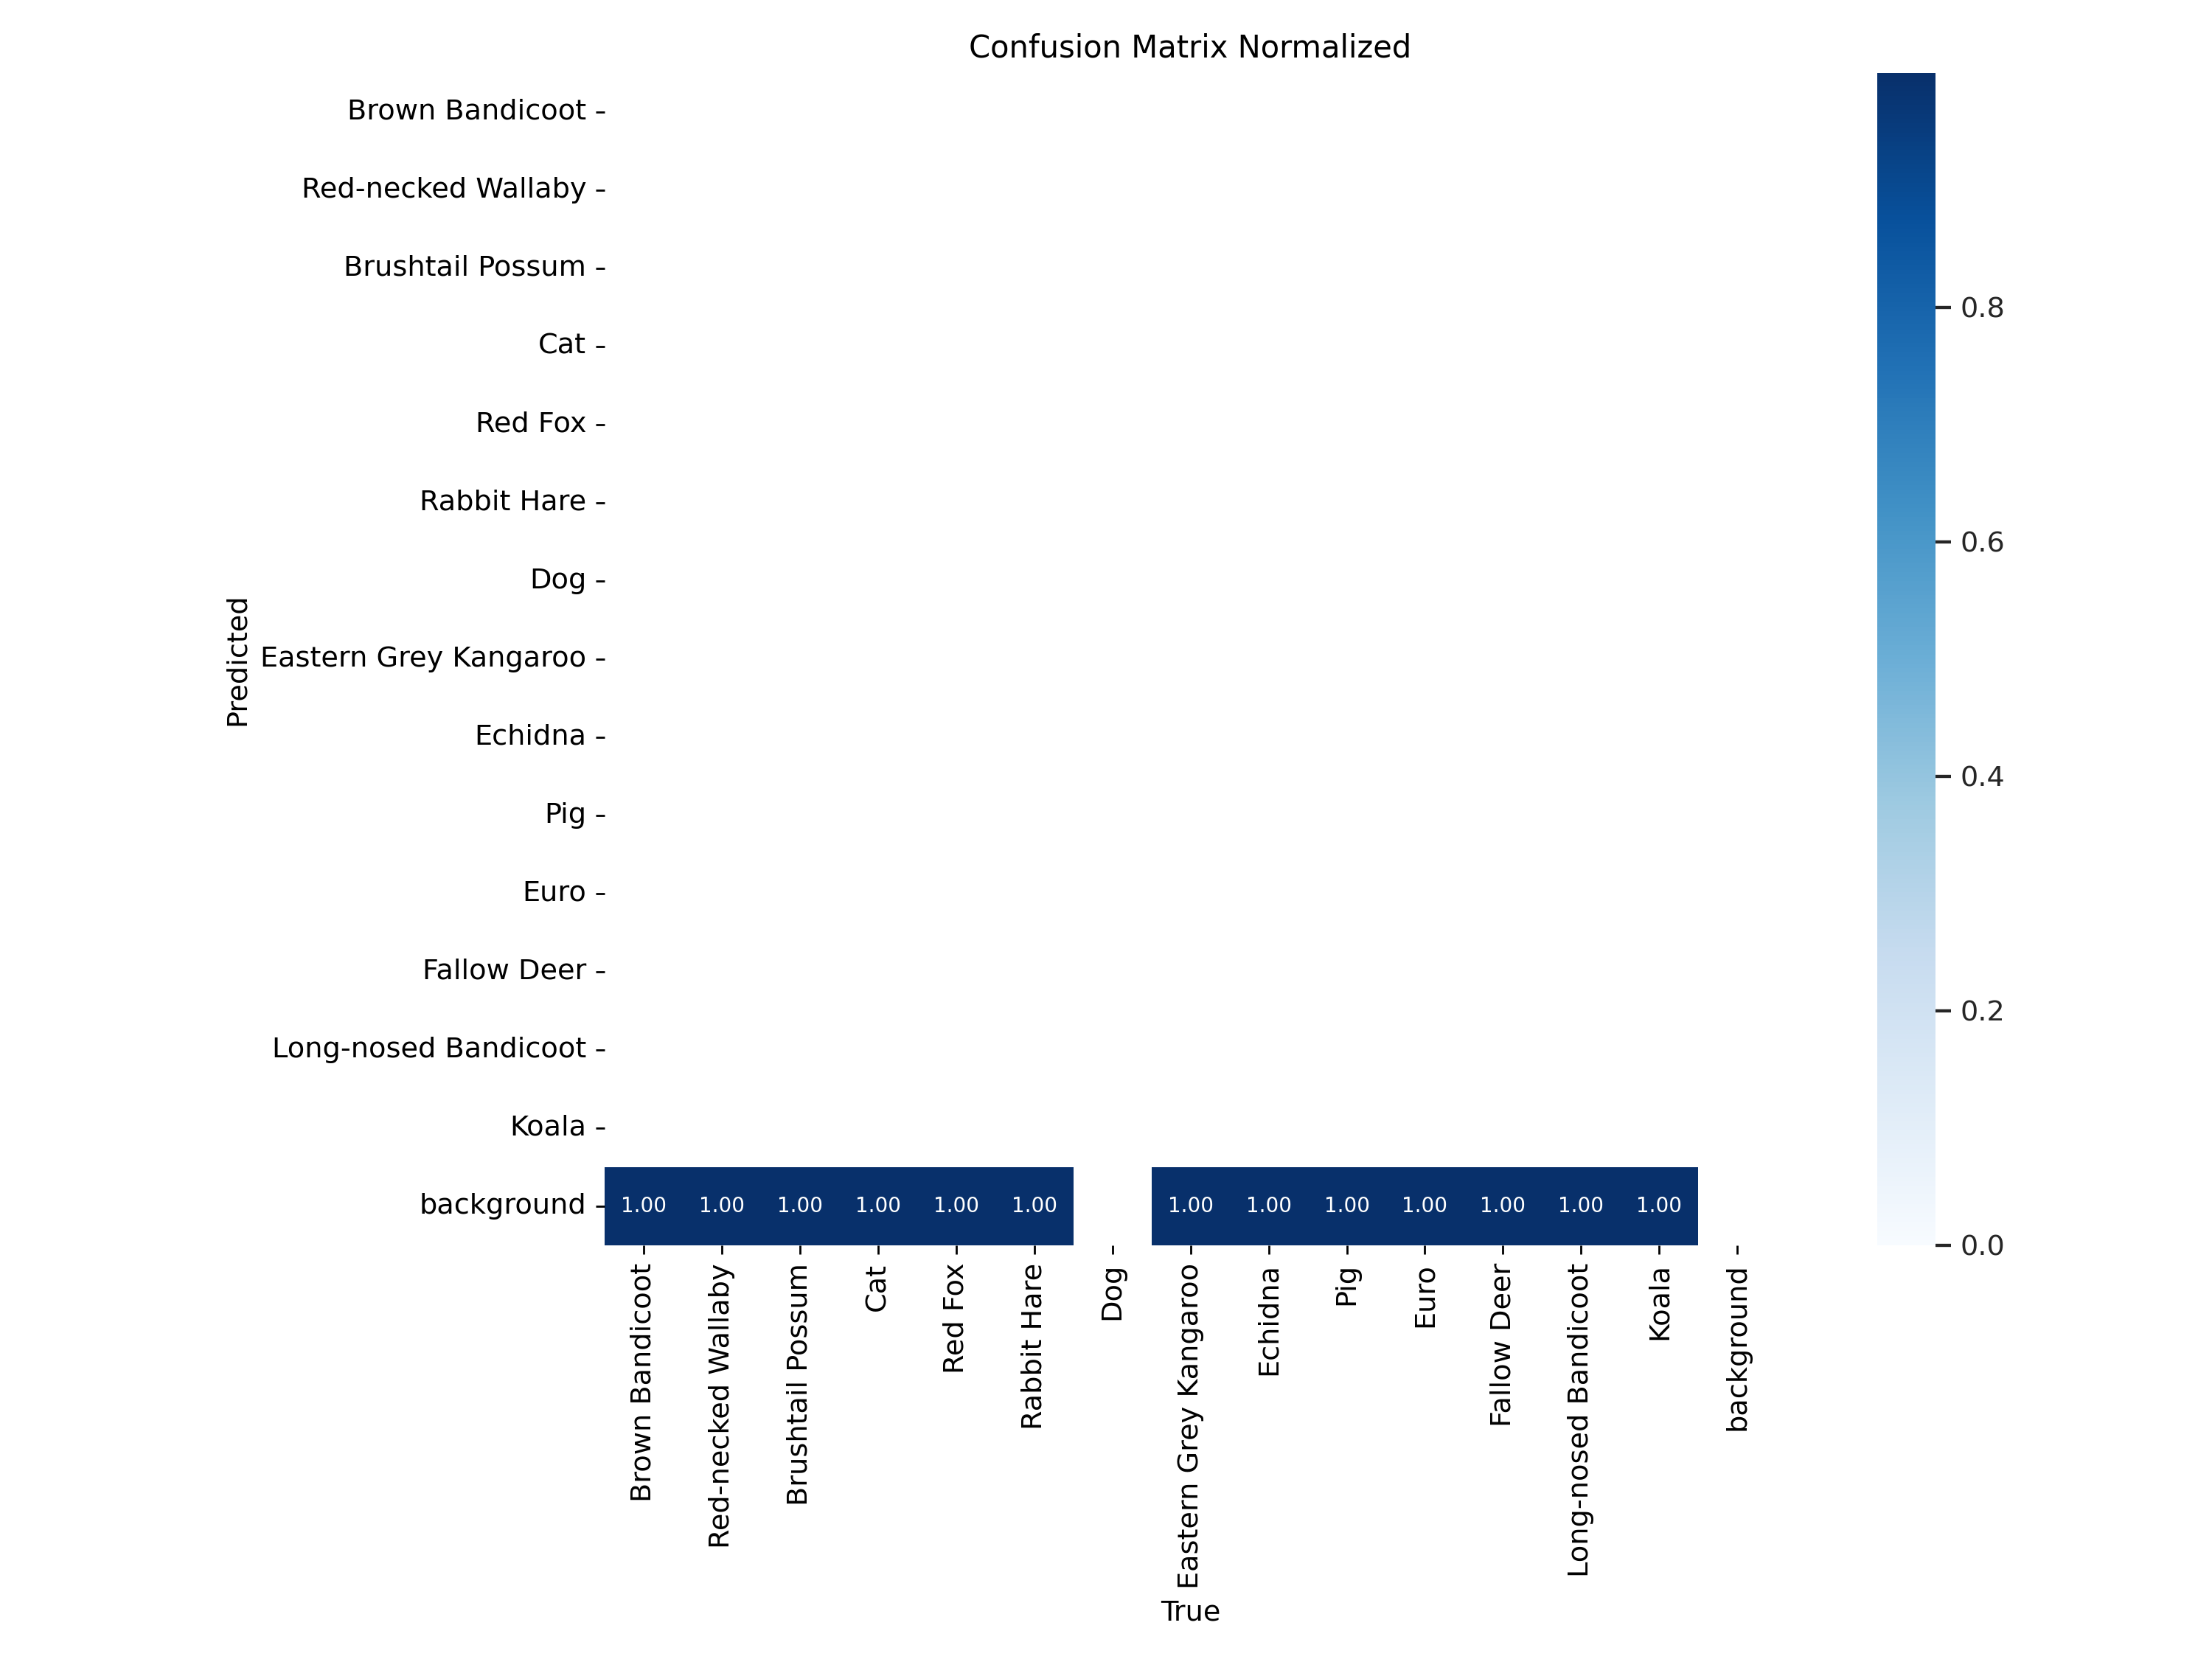 Confusion Matrix Normalized
Predicted
Brown Bandicoot
Red-necked Wallaby
Brushtail Possum
Cat
Red Fox
Rabbit Hare
Dog
Eastern Grey Kangaroo
Echidna
Pig
Euro
Fallow Deer
Long-nosed Bandicoot
Koala
background
1.00 1.00 1.00 1.00 1.00 1.00 1.00 1.00 1.00 1.00 1.00 1.00 1.00
Brown Bandicoot
Red-necked Wallaby
Brushtail Possum
Cat
Red Fox
Rabbit Hare
Dog
Eastern Grey Kangaroo
Echidna
Pig
Euro
Fallow Deer
Long-nosed Bandicoot
Koala
background
True
0.8
0.6
0.4
0.2
0.0